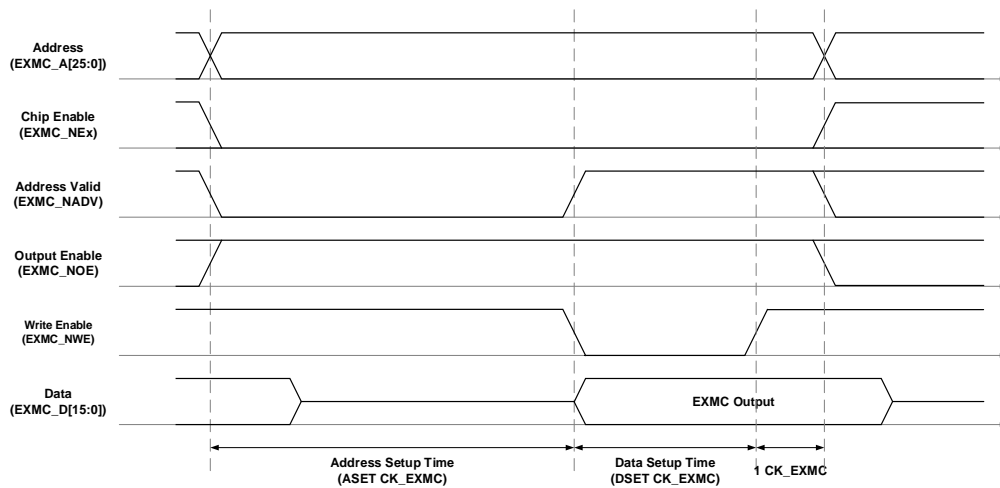 Address
(EXMC_A[25:0])
Chip Enable
(EXMC_NEx)
Address Valid
(EXMC_NADV)
Output Enable
(EXMC_NOE)
Write Enable
(EXMC_NWE)
Data
(EXMC_D[15:0])
EXMC Output
Address Setup Time
(ASET CK_EXMC)
Data Setup Time
(DSET CK_EXMC)
1 CK_EXMC